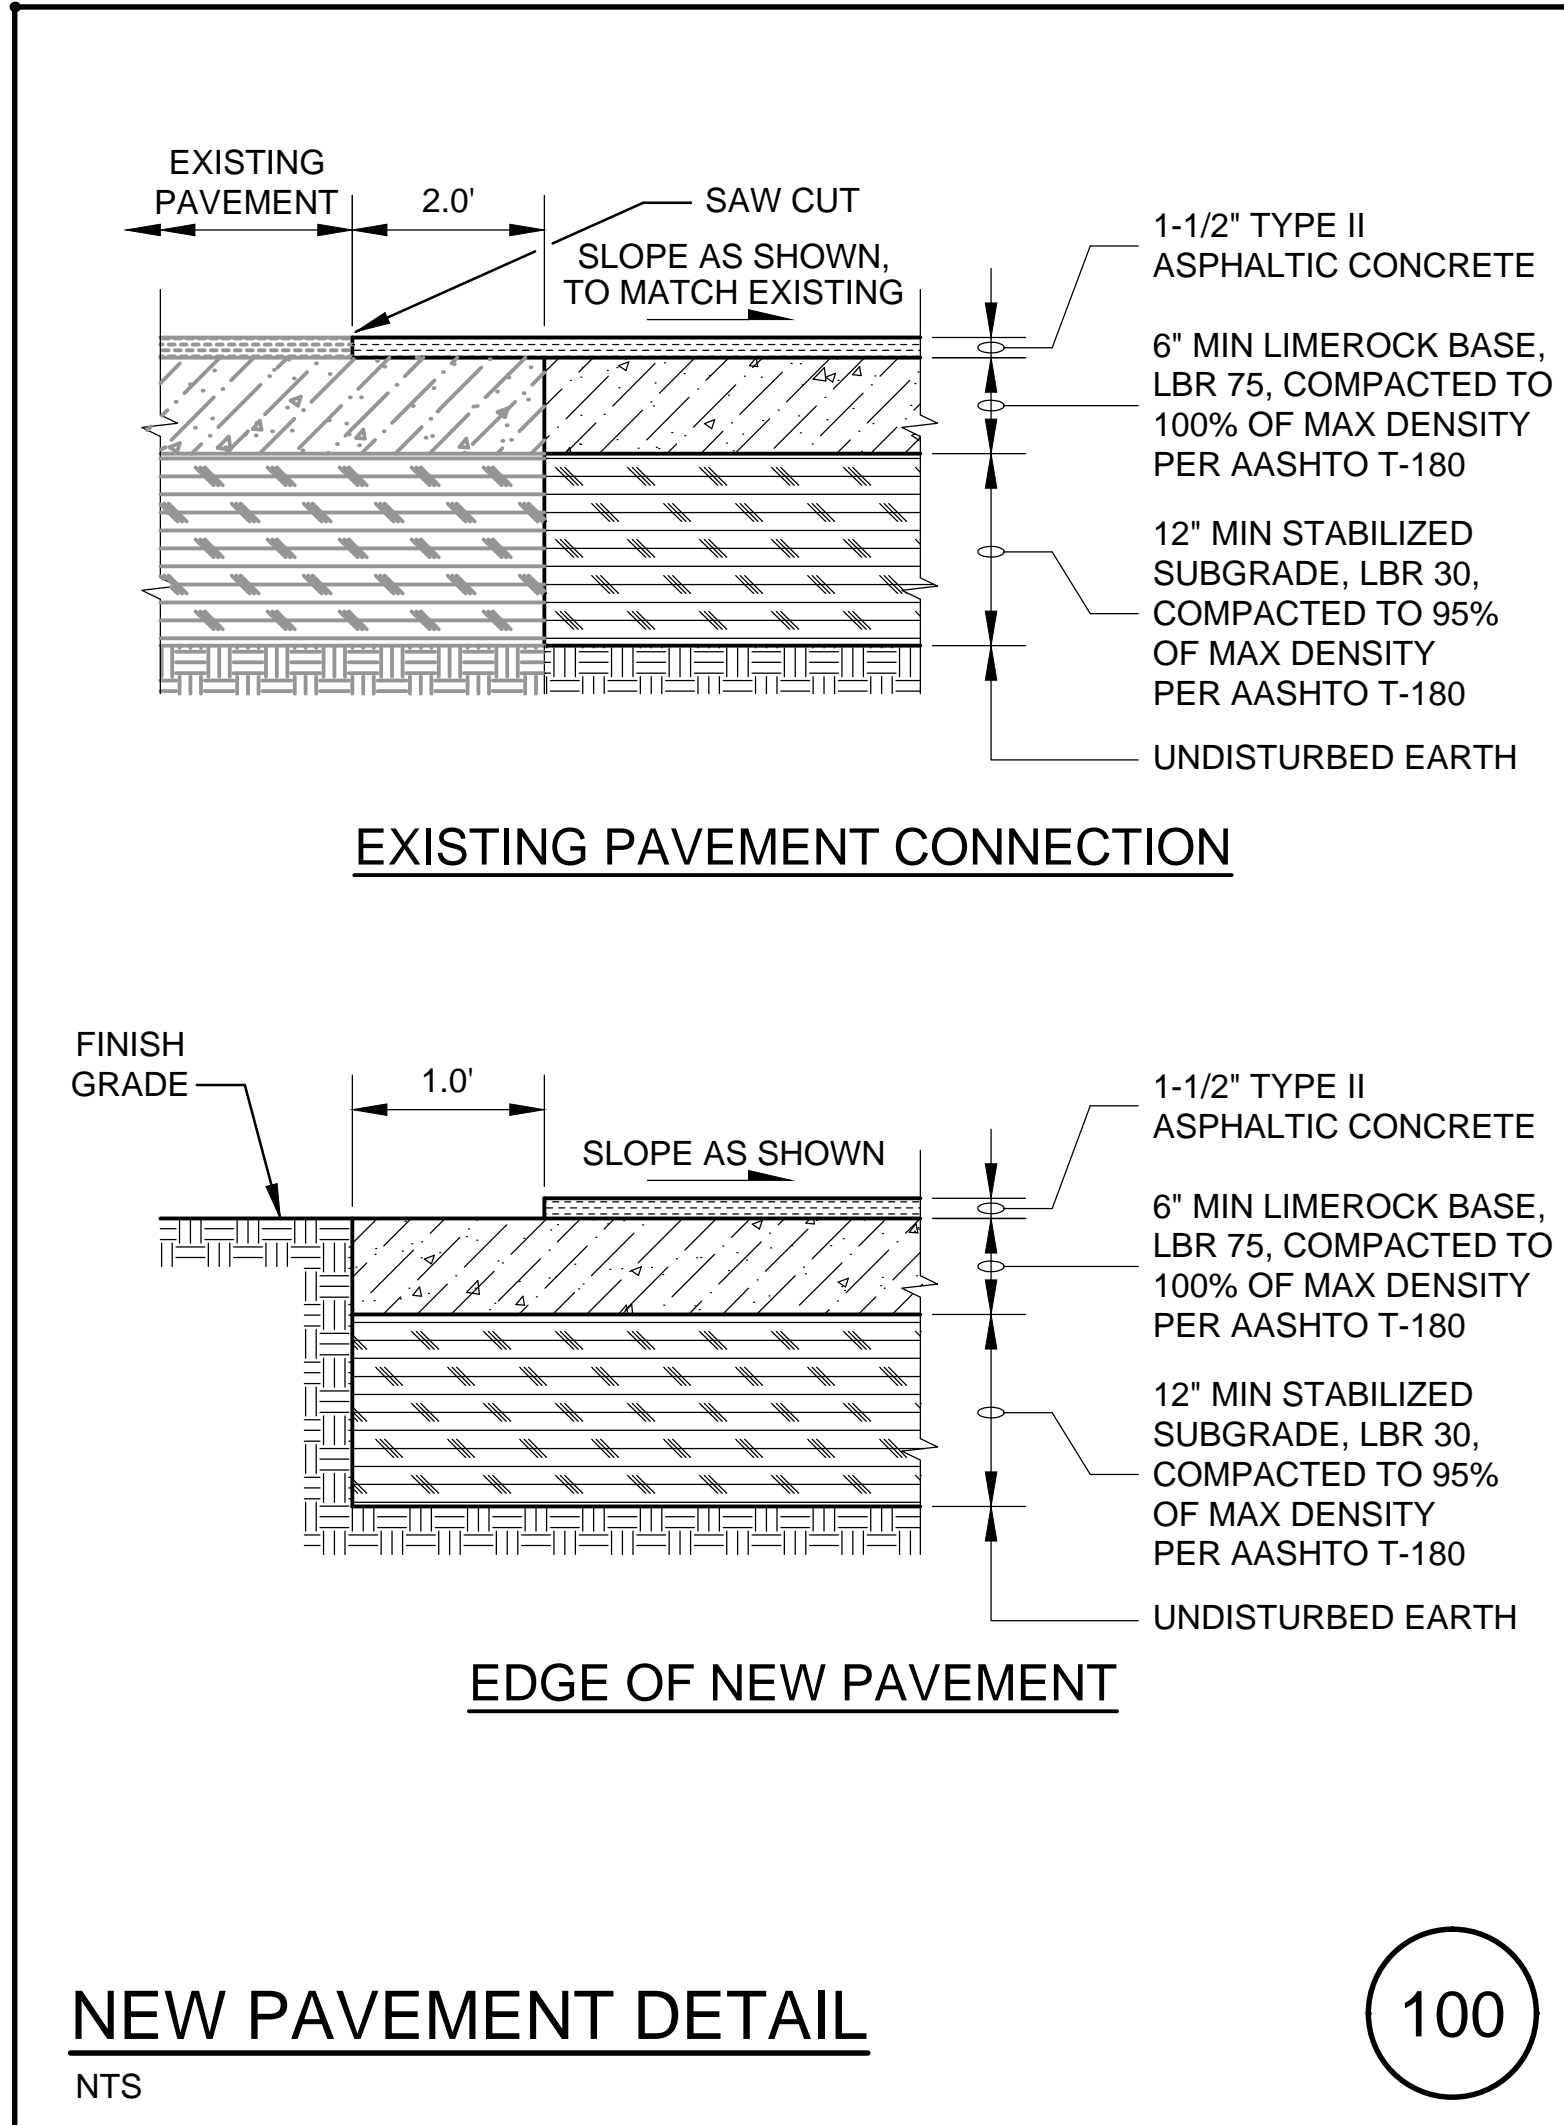 EXISTING
PAVEMENT
2.0'
SAW CUT
SLOPE AS SHOWN,
TO MATCH EXISTING
1-1/2" TYPE II
ASPHALTIC CONCRETE
6" MIN LIMEROCK BASE,
LBR 75, COMPACTED TO
100% OF MAX DENSITY
PER AASHTO T-180
12" MIN STABILIZED
SUBGRADE, LBR 30,
COMPACTED TO 95%
OF MAX DENSITY
PER AASHTO T-180
UNDISTURBED EARTH
EXISTING PAVEMENT CONNECTION
FINISH
GRADE
1.0'
SLOPE AS SHOWN
1-1/2" TYPE II
ASPHALTIC CONCRETE
6" MIN LIMEROCK BASE,
LBR 75, COMPACTED TO
100% OF MAX DENSITY
PER AASHTO T-180
12" MIN STABILIZED
SUBGRADE, LBR 30,
COMPACTED TO 95%
OF MAX DENSITY
PER AASHTO T-180
UNDISTURBED EARTH
EDGE OF NEW PAVEMENT
NEW PAVEMENT DETAIL
NTS
100